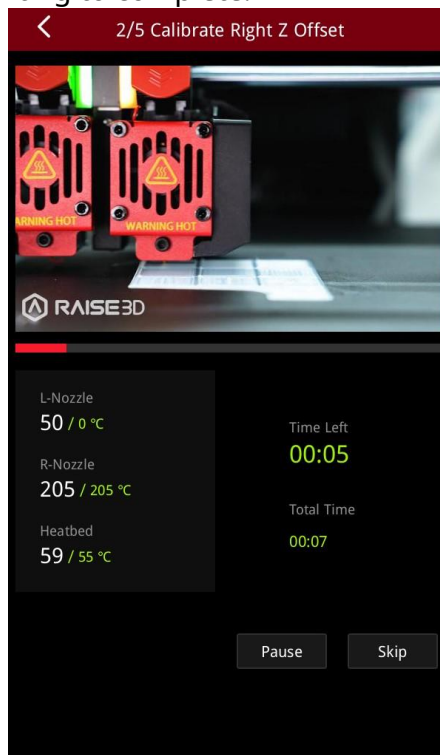 2/5 Calibrate Right Z Offset
WARNING HOT
WARNING HOT
RAISE3D
L-Nozzle
50 / 0 °C
R-Nozzle
205 / 205 °C
Heatbed
59 / 55 °C
Time Left
00:05
Total Time
00:07
Pause
Skip